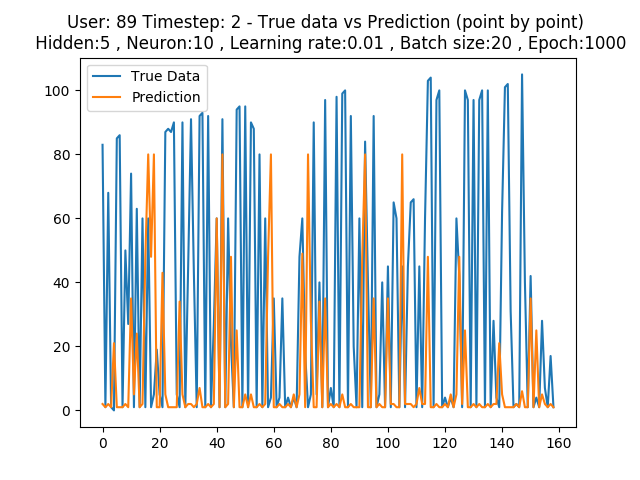 User: 89 Timestep: 2 - True data vs Prediction (point by point)
Hidden:5 , Neuron:10 , Learning rate:0.01 , Batch size:20 , Epoch:1000
True Data
Prediction
100
80
60
40
20
0
0 20 40 60 80 100 120 140 160